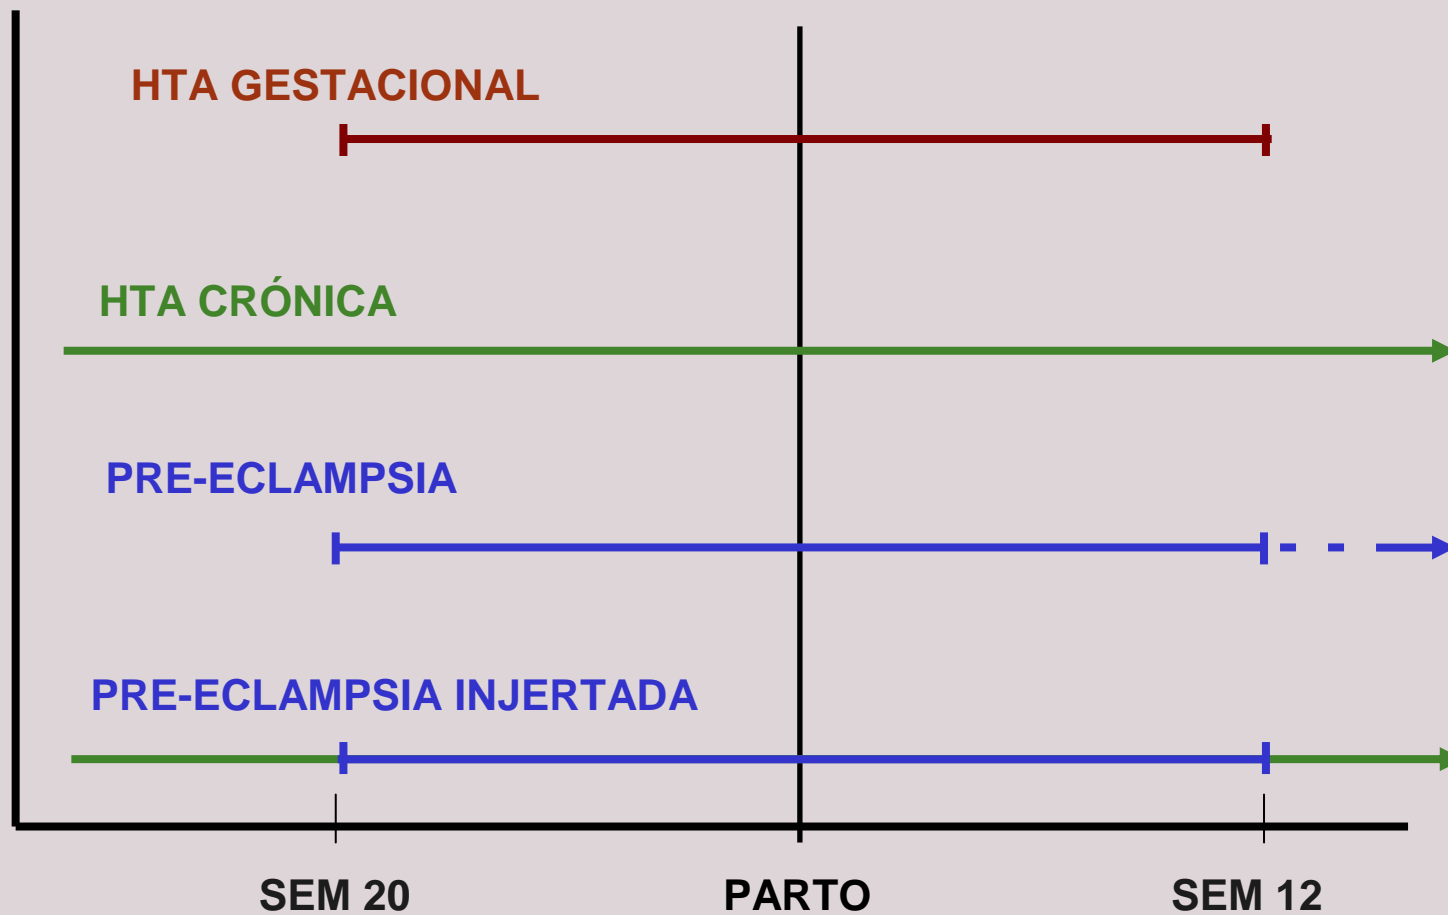 HTA GESTACIONAL
HTA CRÓNICA
PRE-ECLAMPSIA
PRE-ECLAMPSIA INJERTADA
SEM 20 PARTO SEM 12